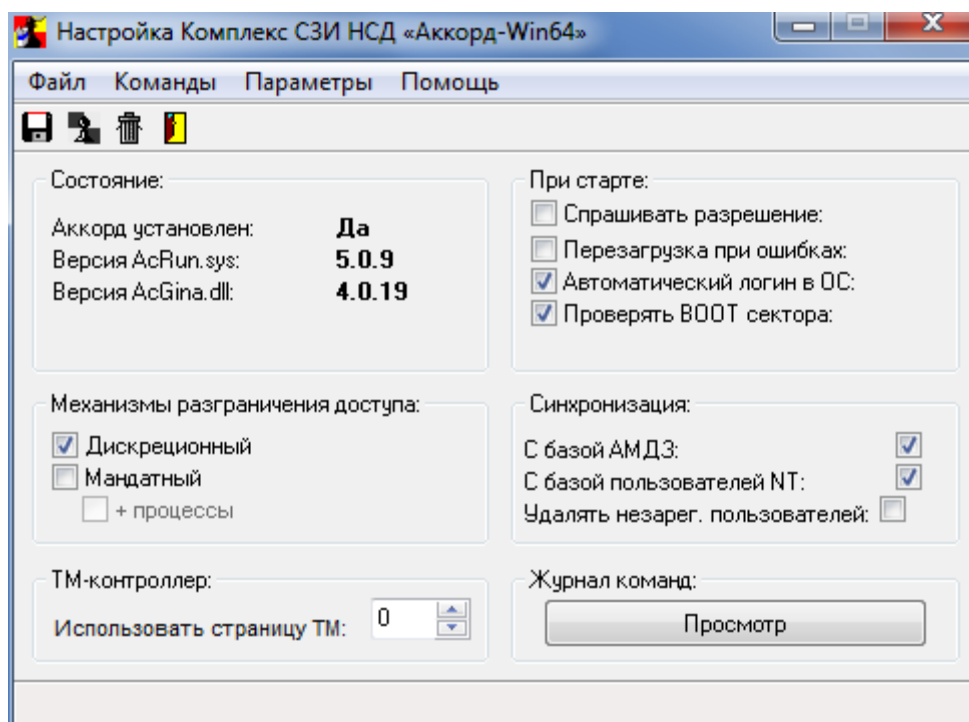 Настройка Комплекс СЗИ НСД «Аккорд-Win64»
Файл Команды Параметры Помощь
Состояние:
Аккорд установлен: Да
Версия AcRun.sys: 5.0.9
Версия AcGina.dll: 4.0.19
При старте:
Спрашивать разрешение:
Перезагрузка при ошибках:
Автоматический логин в ОС:
Проверять BOOT сектора:
Механизмы разграничения доступа:
Дискреционный
Мандатный
+ процессы
Синхронизация:
С базой АМДЗ:
С базой пользователей NT:
Удалять незарег. пользователей:
ТМ-контроллер:
Использовать страницу ТМ: 0
Журнал команд:
Просмотр